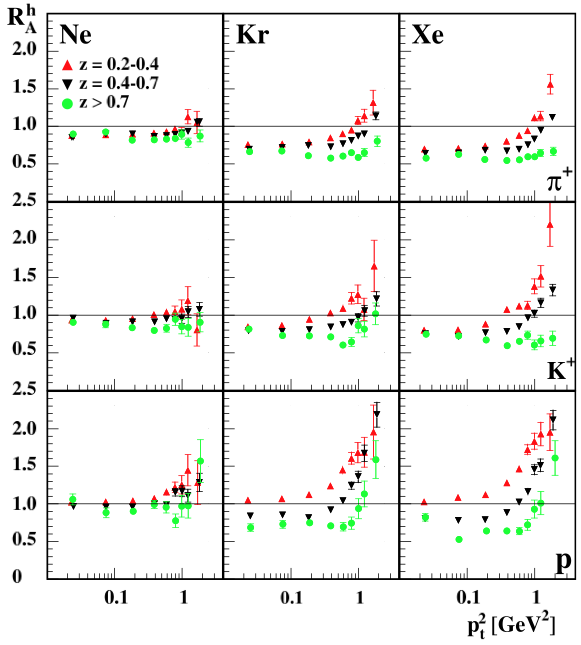 R_A^h
Ne
Kr
Xe
z = 0.2-0.4
z = 0.4-0.7
z > 0.7
2.0
1.5
1.0
0.5
π⁺
2.5
2.0
1.5
1.0
0.5
K⁺
2.5
2.0
1.5
1.0
0.5
p
0
0.1 1 0.1 1 0.1 1
p_t^2 [GeV²]